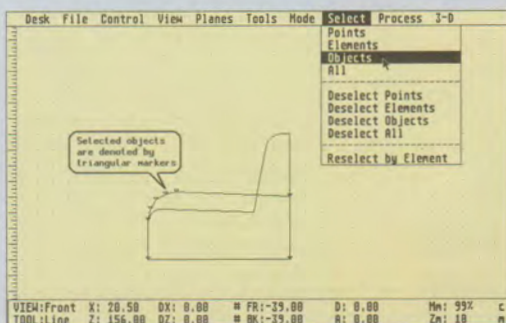 Desk File Control View Planes Tools Mode Select Process 3-D
Points
Elements
Objects
All
Deselect Points
Deselect Elements
Deselect Objects
Deselect All
Reselect by Element
Selected objects
are denoted by
triangular markers
VIEW:Front X: 20.50 DX: 0.00 # FR:-39.00 D: 0.00 Mm: 99% c
TOOL:Line Z: 156.00 DZ: 0.00 # BK:-39.00 A: 0.00 Zm: 10 m